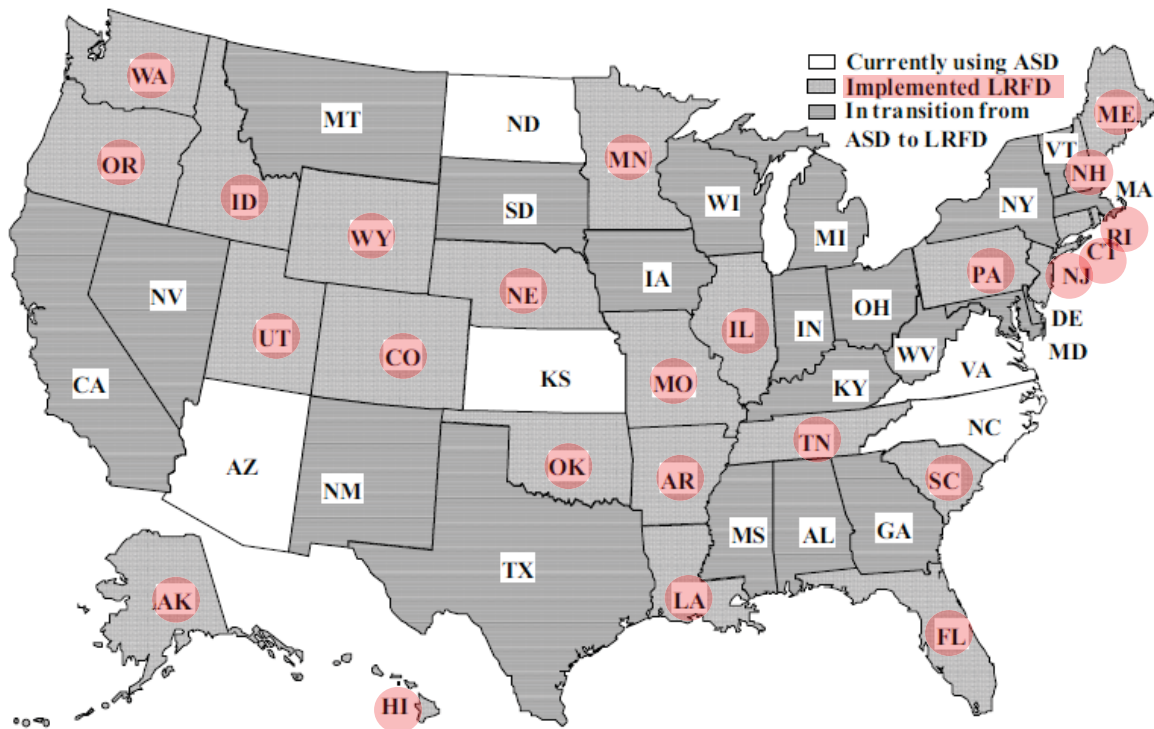 Currently using ASD
Implemented LRFD
In transition from
ASD to LRFD
WA
MT
ND
MN
ME
VT
NH
OR
ID
SD
WI
NY
MA
WY
MI
RI
CT
NV
NE
IA
PA
NJ
UT
CO
IL
IN
OH
DE
WV
MD
CA
KS
MO
KY
VA
AZ
NM
OK
AR
TN
NC
SC
TX
MS
AL
GA
AK
LA
FL
HI